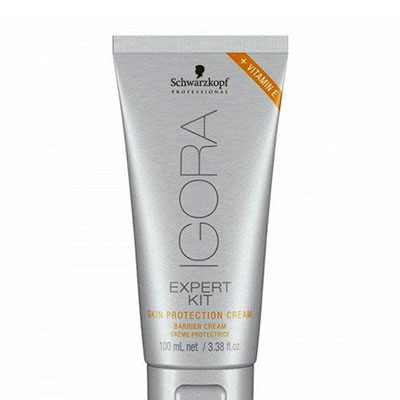 Schwarzkopf
PROFESSIONAL
+ VITAMIN E
IGORA
EXPERT
KIT
SKIN PROTECTION CREAM
BARRIER CREAM
CRÈME PROTECTRICE
100 mL net / 3.38 fl.oz.